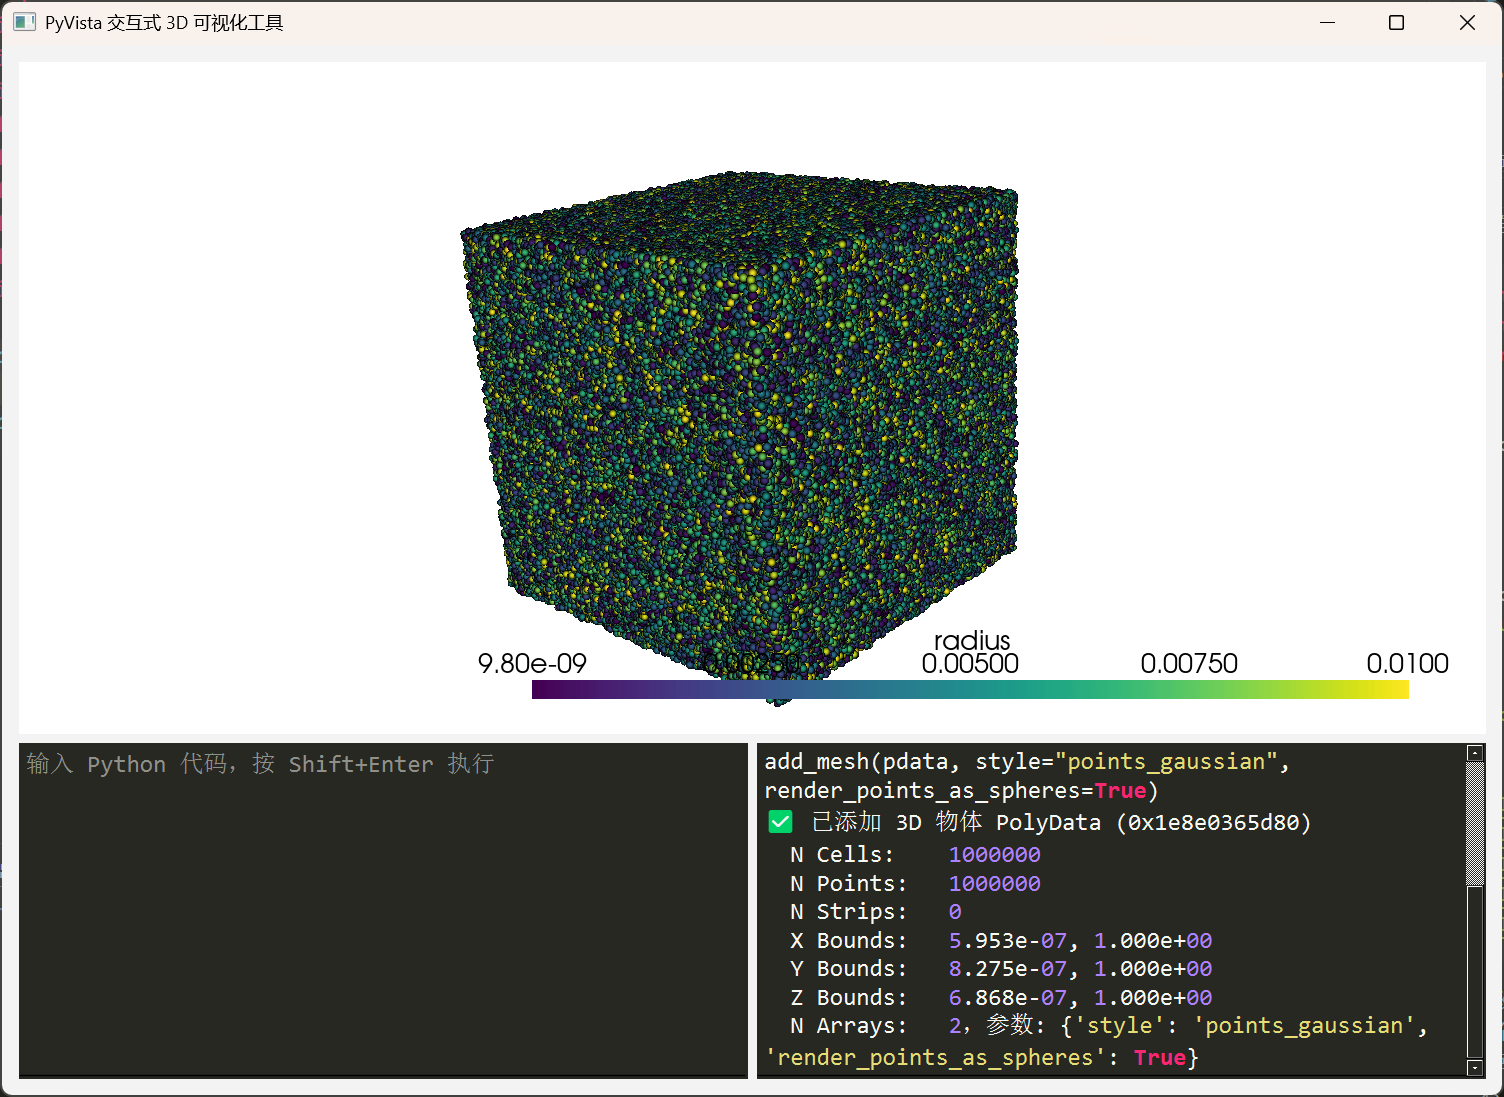 PyVista 交互式 3D 可视化工具
radius
9.80e-09 0.00250 0.00500 0.00750 0.0100
输入 Python 代码，按 Shift+Enter 执行
add_mesh(pdata, style="points_gaussian",
render_points_as_spheres=True)
✅ 已添加 3D 物体 PolyData (0x1e8e0365d80)
N Cells: 1000000
N Points: 1000000
N Strips: 0
X Bounds: 5.953e-07, 1.000e+00
Y Bounds: 8.275e-07, 1.000e+00
Z Bounds: 6.868e-07, 1.000e+00
N Arrays: 2, 参数: {'style': 'points_gaussian',
'render_points_as_spheres': True}